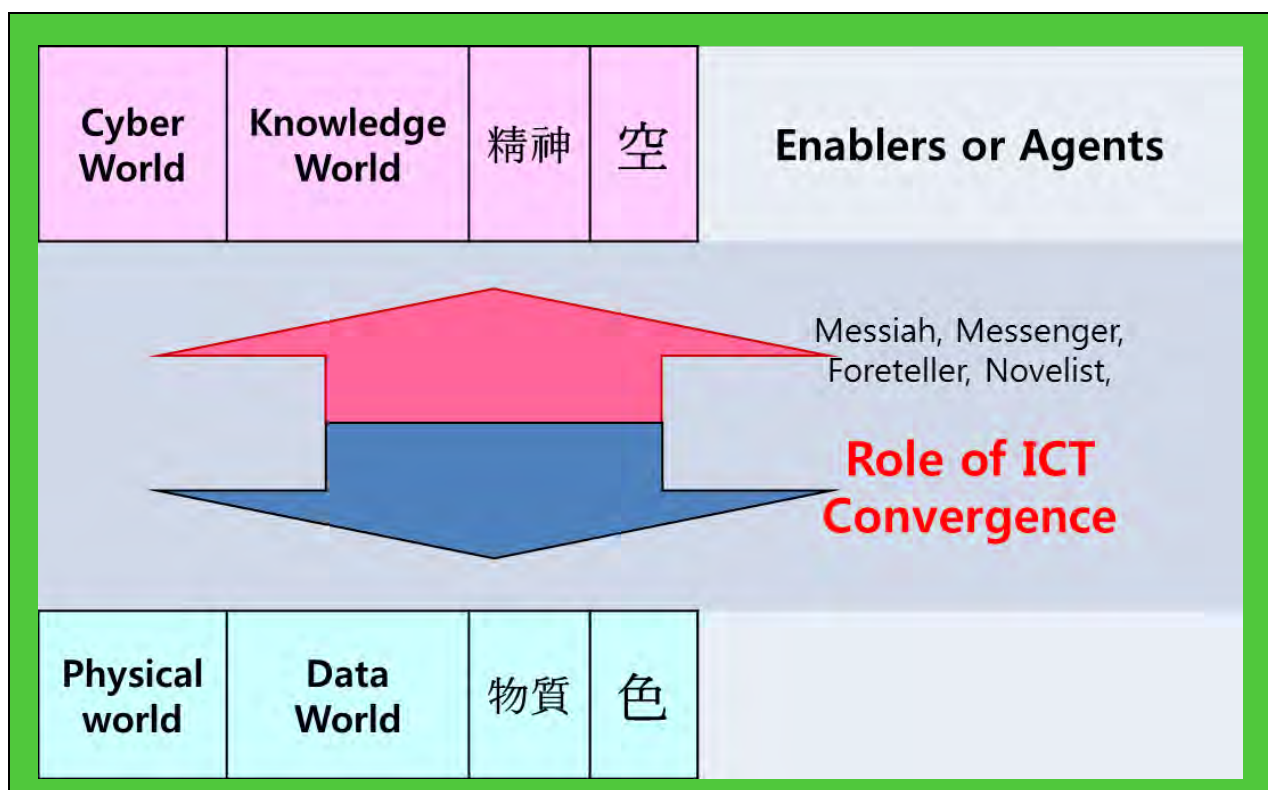 Cyber
World
Knowledge
World
精神
空
Enablers or Agents
Messiah, Messenger,
Foreteller, Novelist,
Role of ICT
Convergence
Physical
world
Data
World
物質
色